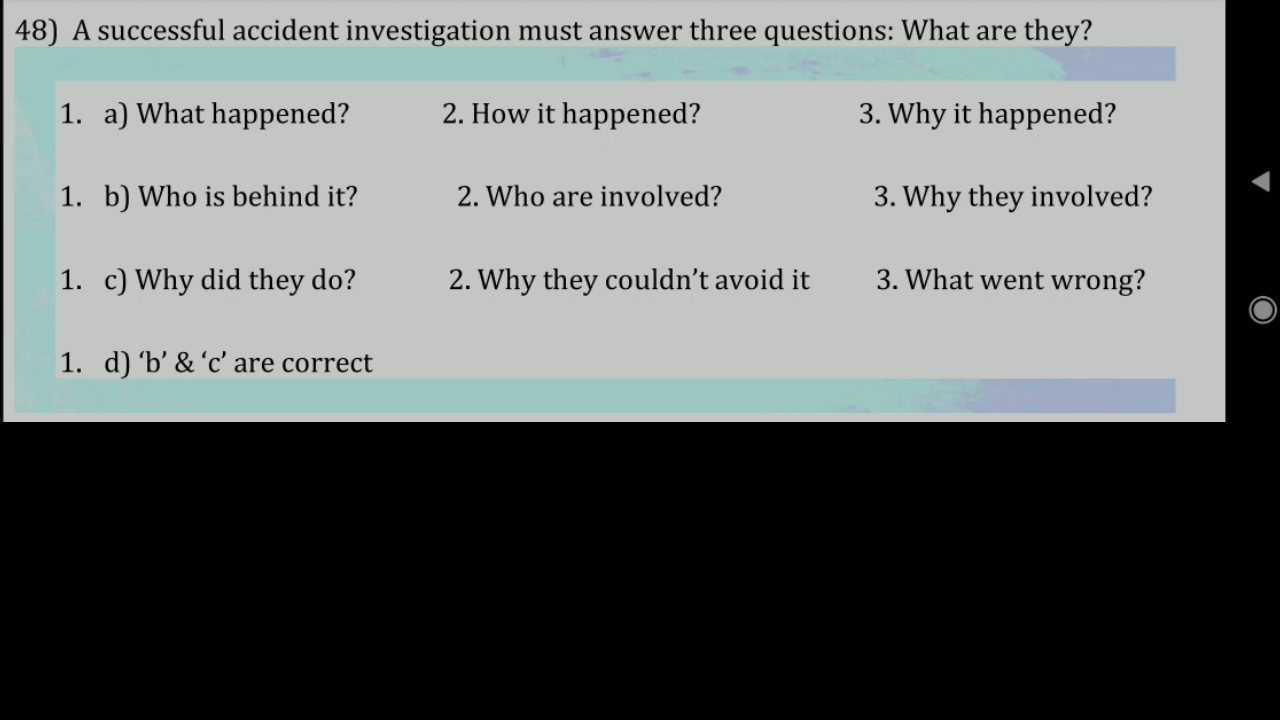 48) A successful accident investigation must answer three questions: What are they?
1. a) What happened? 2. How it happened? 3. Why it happened?
1. b) Who is behind it? 2. Who are involved? 3. Why they involved?
1. c) Why did they do? 2. Why they couldn’t avoid it 3. What went wrong?
1. d) ‘b’ & ‘c’ are correct